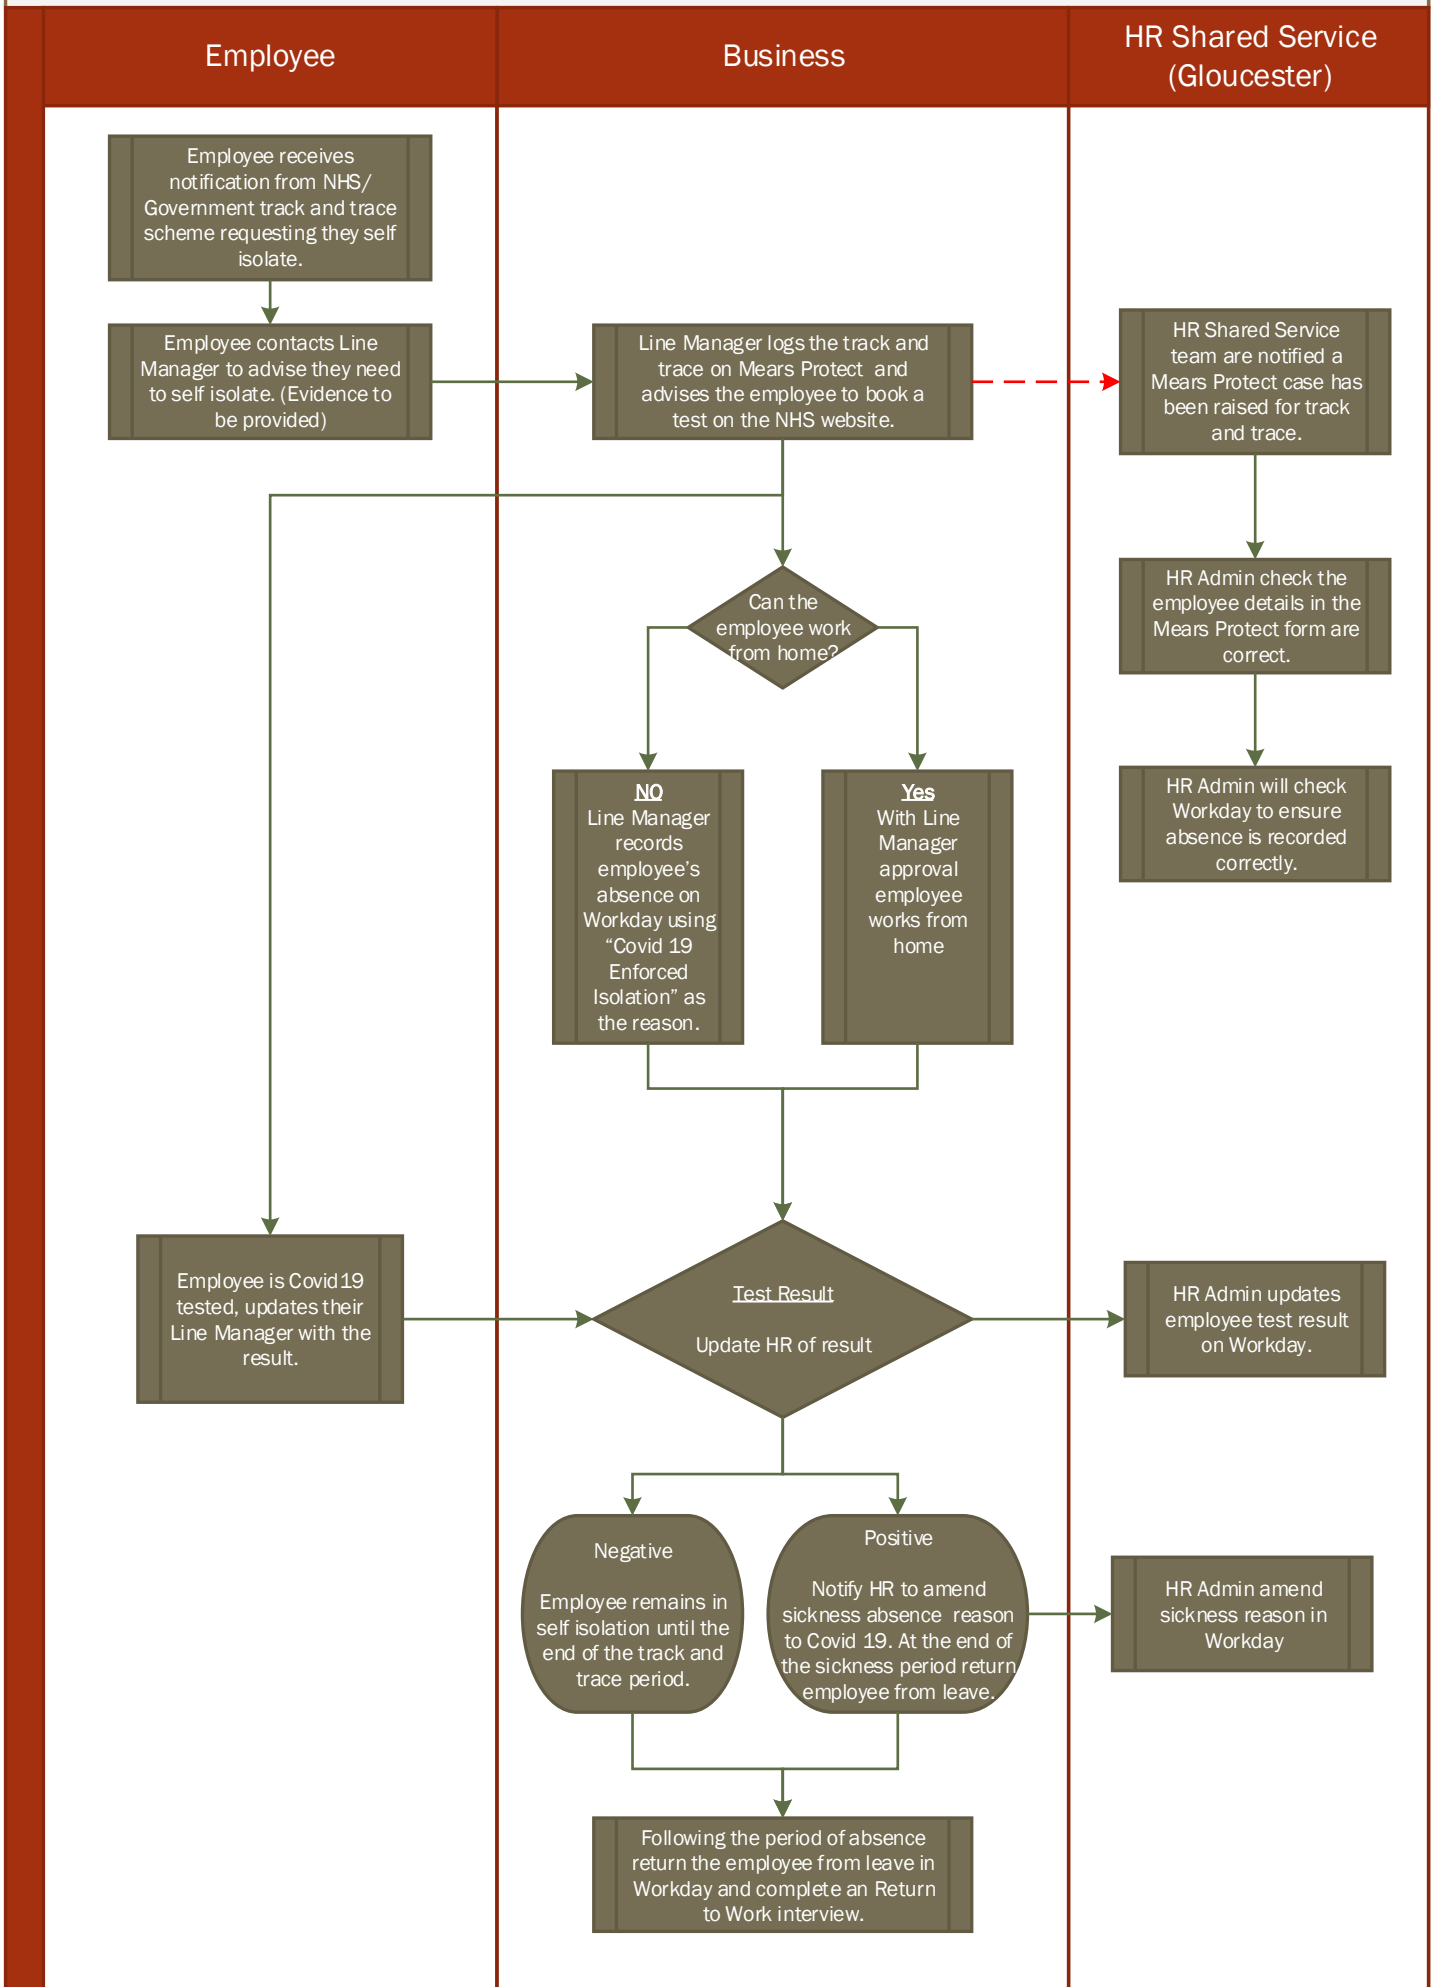 Employee
Business
HR Shared Service
(Gloucester)
Employee receives
notification from NHS/
Government track and trace
scheme requesting they self
isolate.
Employee contacts Line
Manager to advise they need
to self isolate. (Evidence to
be provided)
Line Manager logs the track and
trace on Mears Protect and
advises the employee to book a
test on the NHS website.
HR Shared Service
team are notified a
Mears Protect case has
been raised for track
and trace.
Can the
employee work
from home?
HR Admin check the
employee details in the
Mears Protect form are
correct.
NO
Line Manager
records
employee’s
absence on
Workday using
“Covid 19
Enforced
Isolation” as
the reason.
Yes
With Line
Manager
approval
employee
works from
home
HR Admin will check
Workday to ensure
absence is recorded
correctly.
Employee is Covid19
tested, updates their
Line Manager with the
result.
Test Result
Update HR of result
HR Admin updates
employee test result
on Workday.
Negative
Employee remains in
self isolation until the
end of the track and
trace period.
Positive
Notify HR to amend
sickness absence reason
to Covid 19. At the end of
the sickness period return
employee from leave.
HR Admin amend
sickness reason in
Workday
Following the period of absence
return the employee from leave in
Workday and complete an Return
to Work interview.